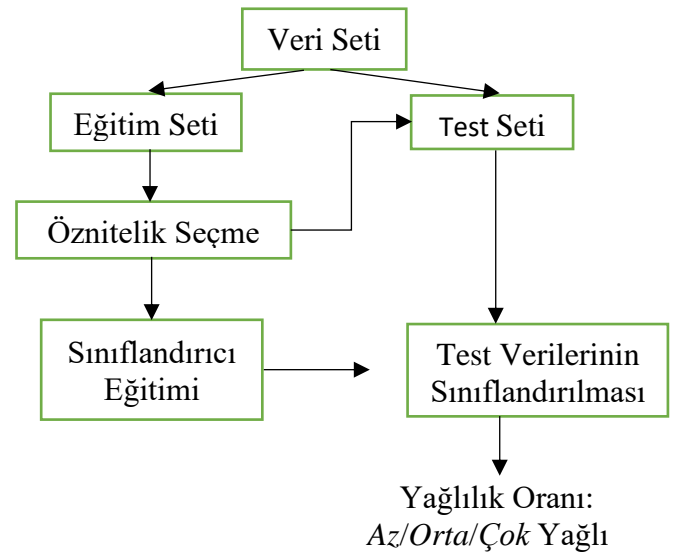 Veri Seti
Eğitim Seti
Test Seti
Öznitelik Seçme
Sınıflandırıcı
Eğitimi
Test Verilerinin
Sınıflandırılması
Yağlılık Oranı:
Az/Orta/Çok Yağlı